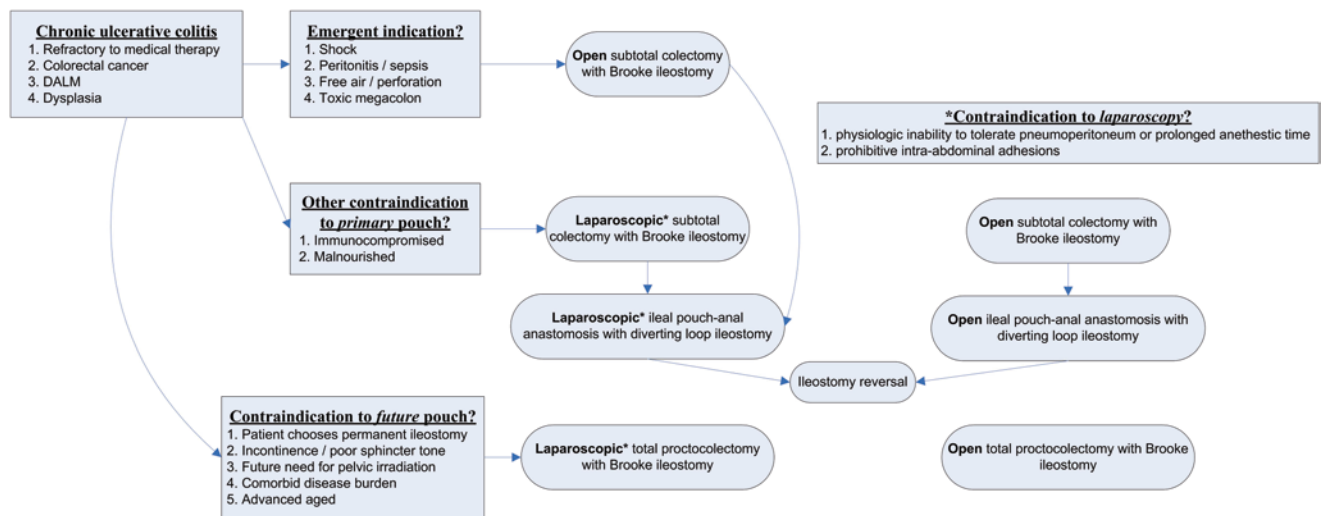 Chronic ulcerative colitis
1. Refractory to medical therapy
2. Colorectal cancer
3. DALM
4. Dysplasia
Emergent indication?
1. Shock
2. Peritonitis / sepsis
3. Free air / perforation
4. Toxic megacolon
Open subtotal colectomy
with Brooke ileostomy
*Contraindication to laparoscopy?
1. physiologic inability to tolerate pneumoperitoneum or prolonged anethestic time
2. prohibitive intra-abdominal adhesions
Other contraindication
to primary pouch?
1. Immunocompromised
2. Malnourished
Laparoscopic* subtotal
colectomy with Brooke ileostomy
Open subtotal colectomy with
Brooke ileostomy
Laparoscopic* ileal pouch-anal
anastomosis with diverting loop ileostomy
Open ileal pouch-anal anastomosis with
diverting loop ileostomy
Ileostomy reversal
Contraindication to future pouch?
1. Patient chooses permanent ileostomy
2. Incontinence / poor sphincter tone
3. Future need for pelvic irradiation
4. Comorbid disease burden
5. Advanced aged
Laparoscopic* total proctocolectomy
with Brooke ileostomy
Open total proctocolectomy with Brooke
ileostomy